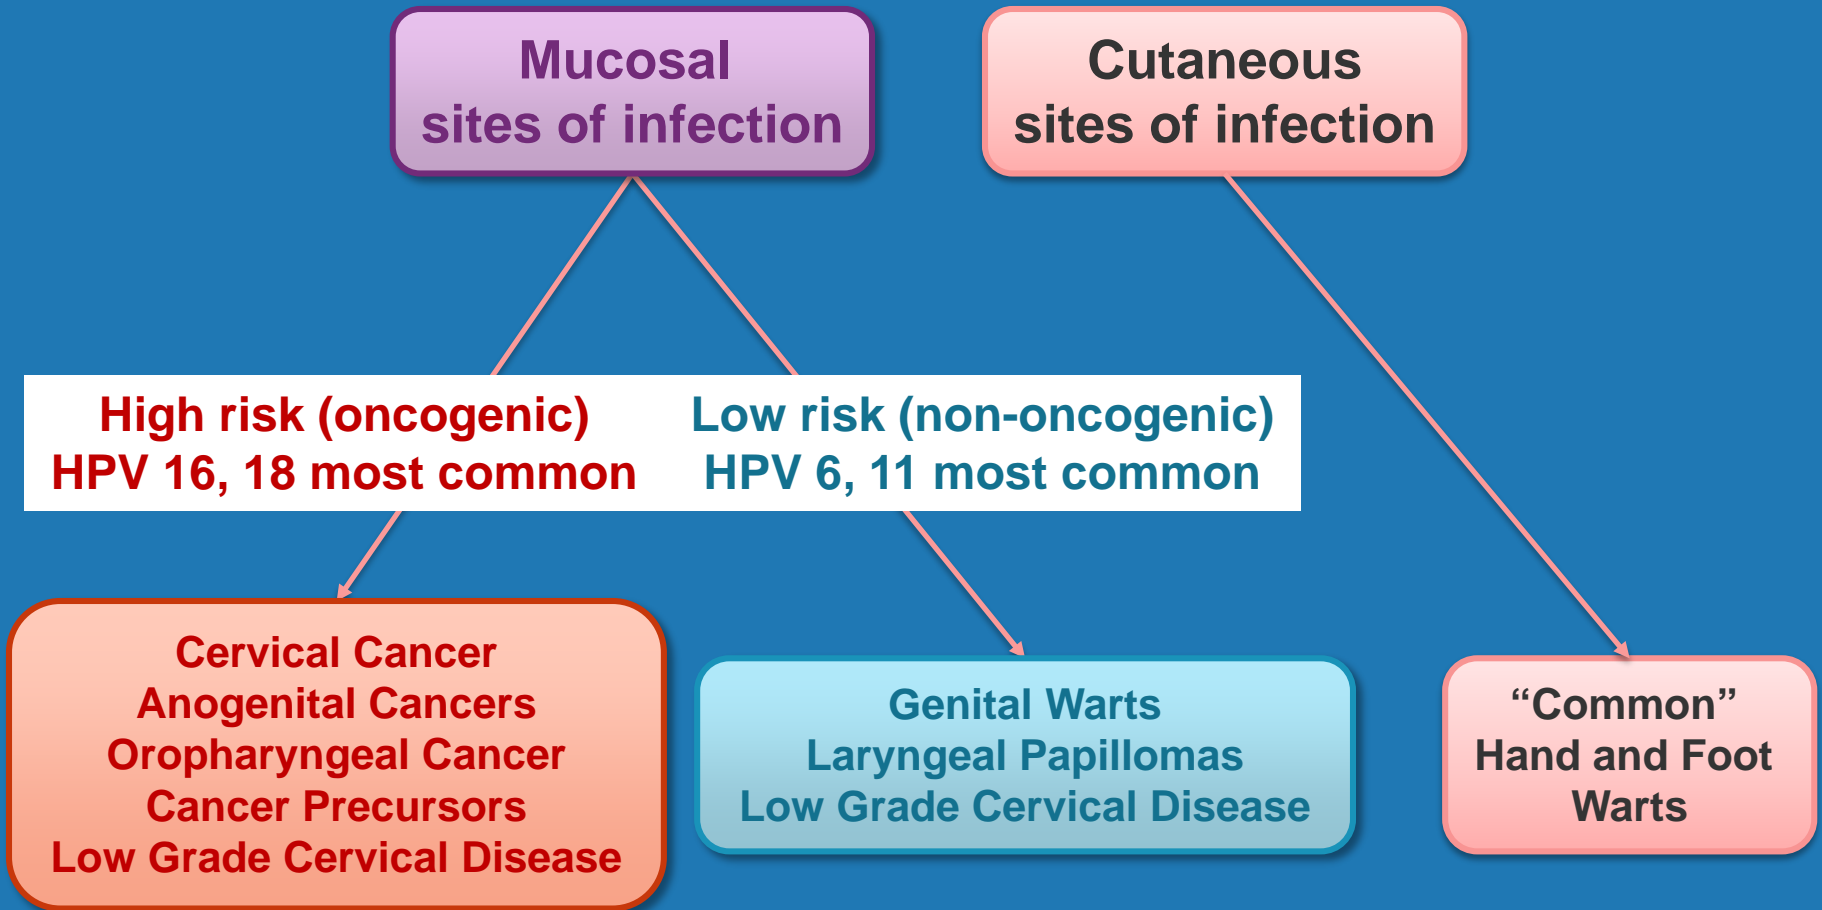 Mucosal
sites of infection
Cutaneous
sites of infection
High risk (oncogenic)
HPV 16, 18 most common
Low risk (non-oncogenic)
HPV 6, 11 most common
Cervical Cancer
Anogenital Cancers
Oropharyngeal Cancer
Cancer Precursors
Low Grade Cervical Disease
Genital Warts
Laryngeal Papillomas
Low Grade Cervical Disease
“Common”
Hand and Foot
Warts